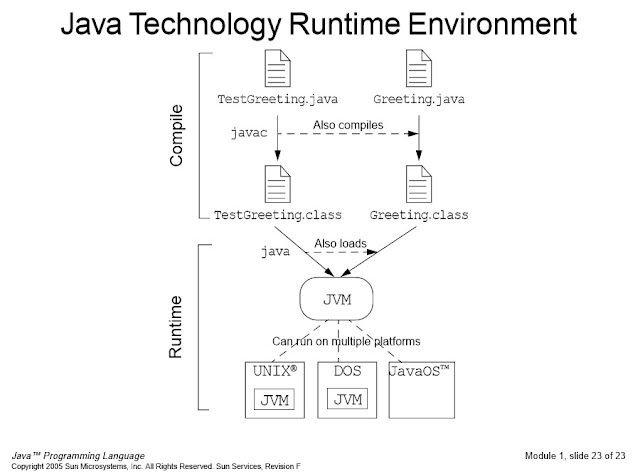 Java Technology Runtime Environment
TestGreeting.java
Greeting.java
Compile
javac
Also compiles
TestGreeting.class
Greeting.class
java
Also loads
Runtime
JVM
Can run on multiple platforms
UNIX®
DOS
JavaOS™
JVM
JVM
Java™ Programming Language
Module 1, slide 23 of 23
Copyright 2005 Sun Microsystems, Inc. All Rights Reserved. Sun Services, Revision F